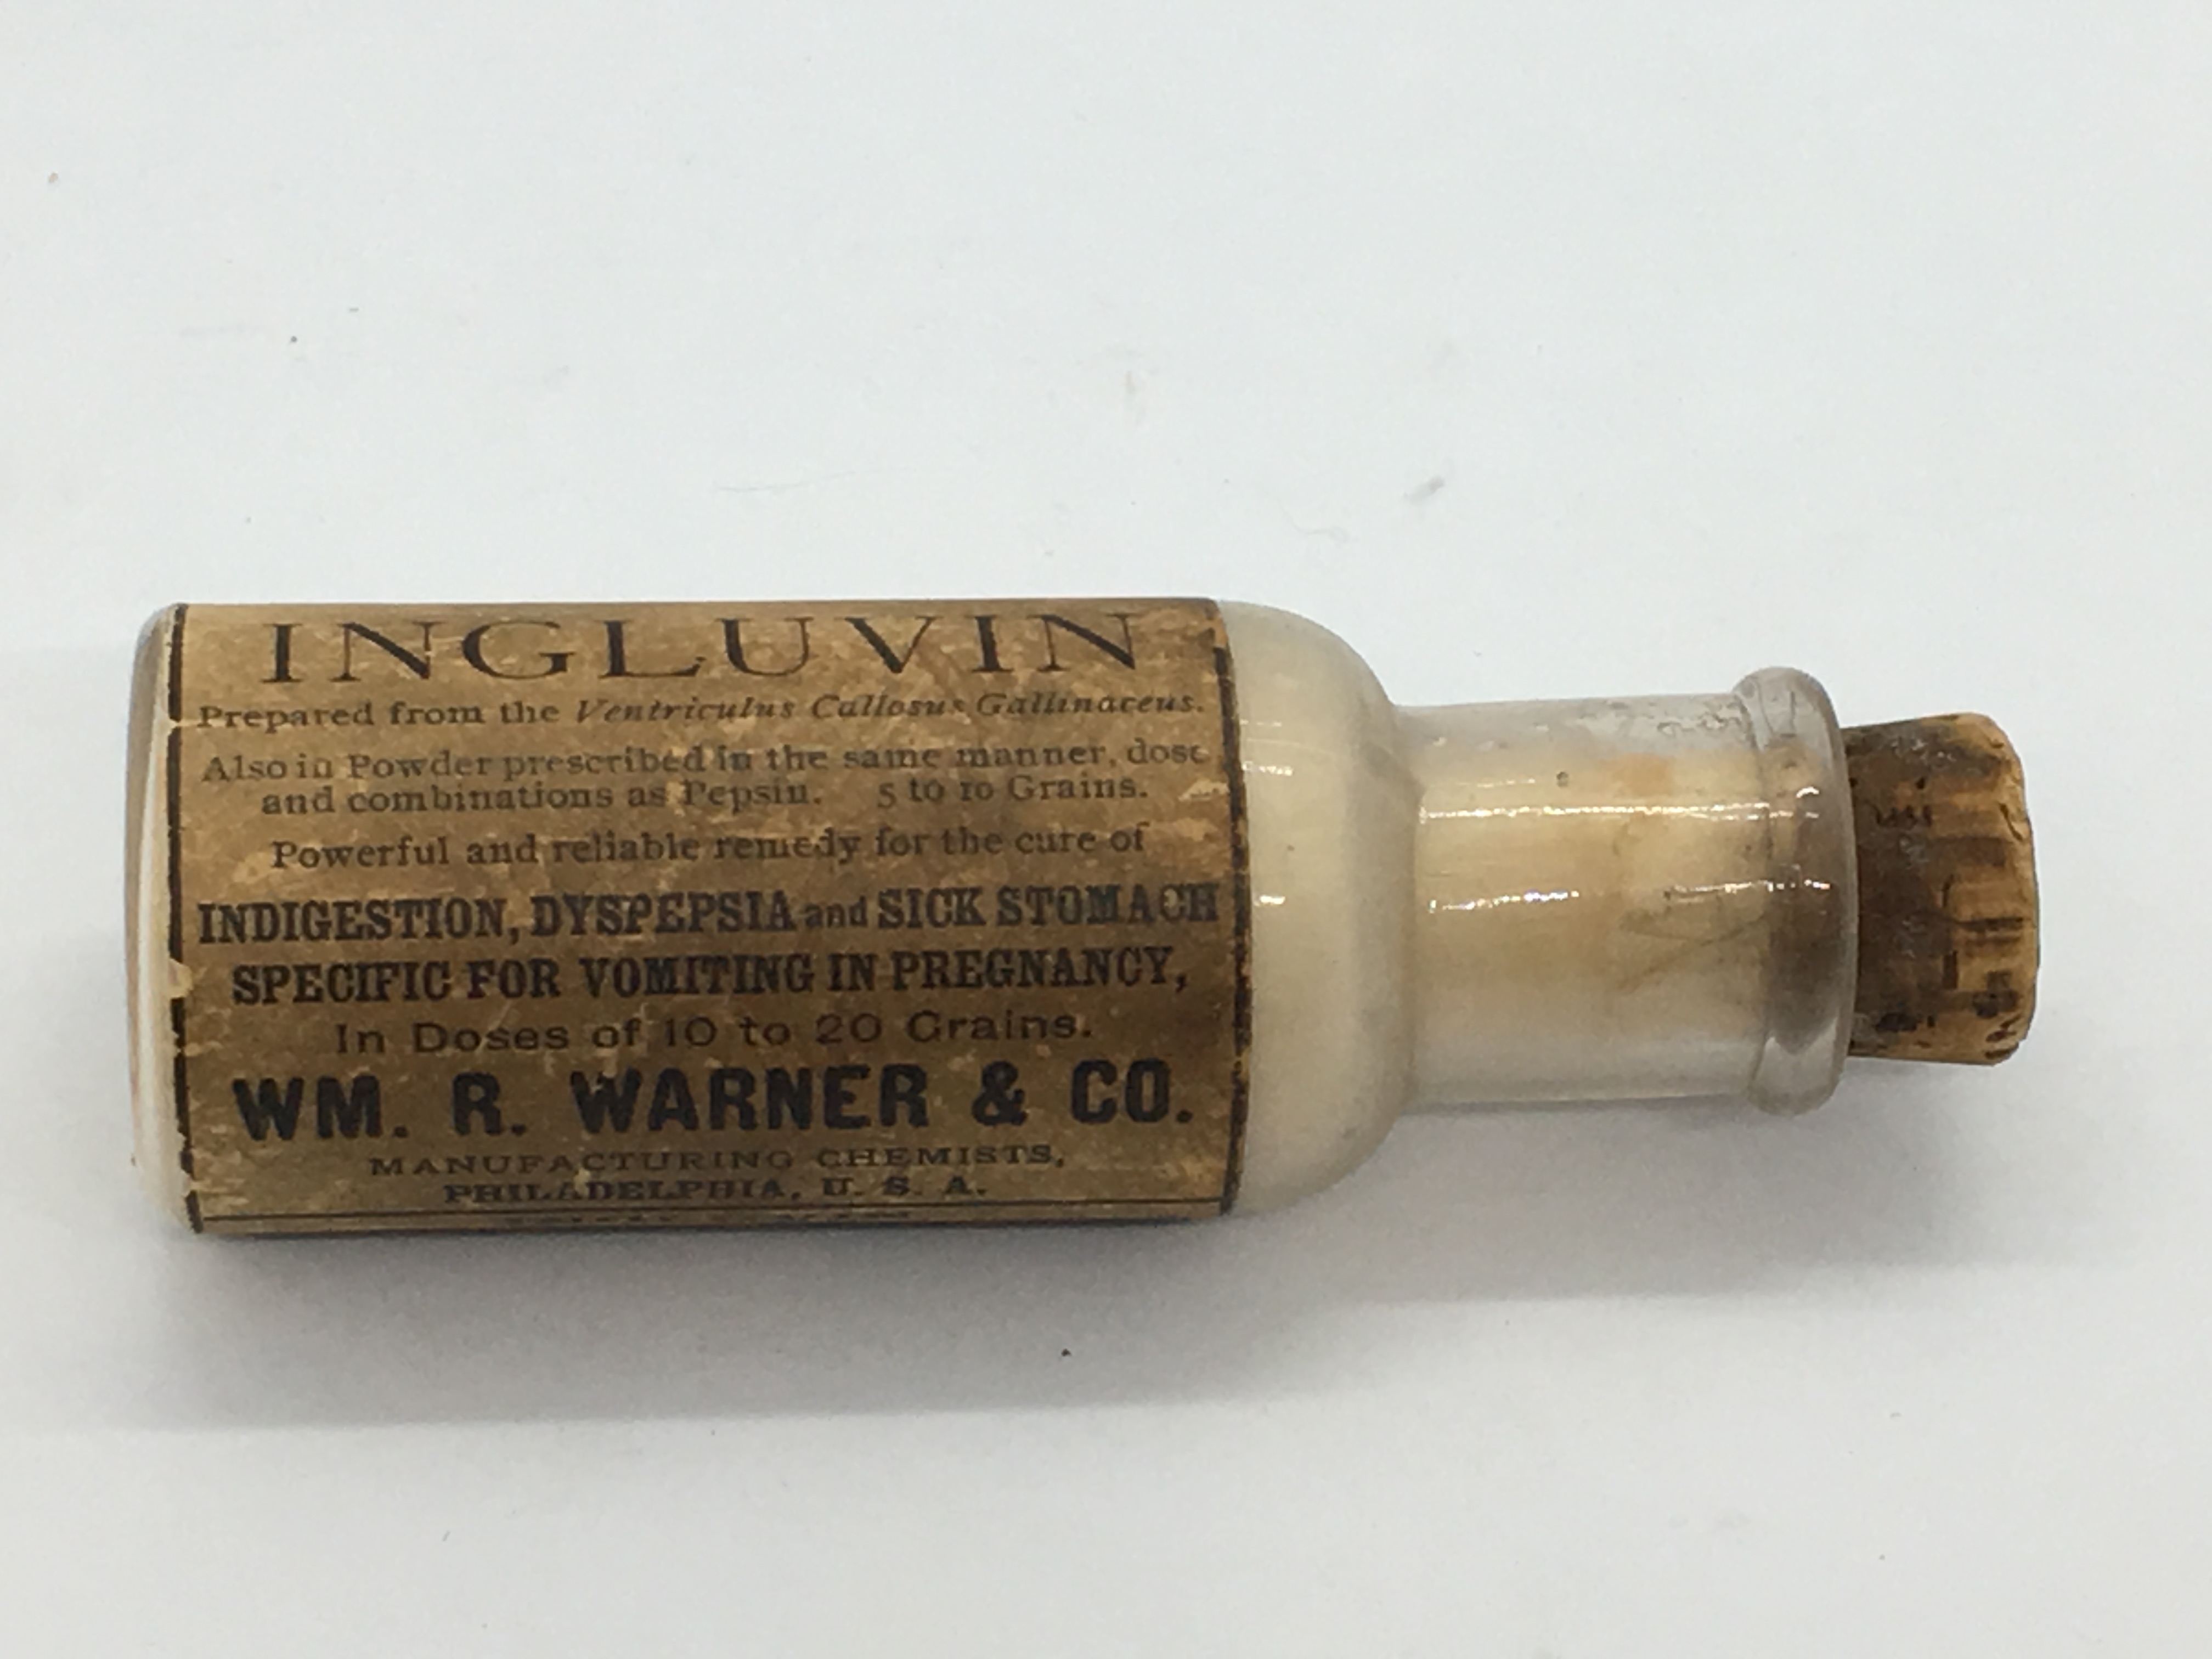 INGLUVIN
Prepared from the Ventriculus Callosus Gallinaceus.
Also in Powder prescribed in the same manner, dose
and combinations as Pepsin. 5 to 10 Grains.
Powerful and reliable remedy for the cure of
INDIGESTION, DYSPEPSIA and SICK STOMACH
SPECIFIC FOR VOMITING IN PREGNANCY,
In Doses of 10 to 20 Grains.
WM. R. WARNER & CO.
MANUFACTURING CHEMISTS,
PHILADELPHIA, U. S. A.